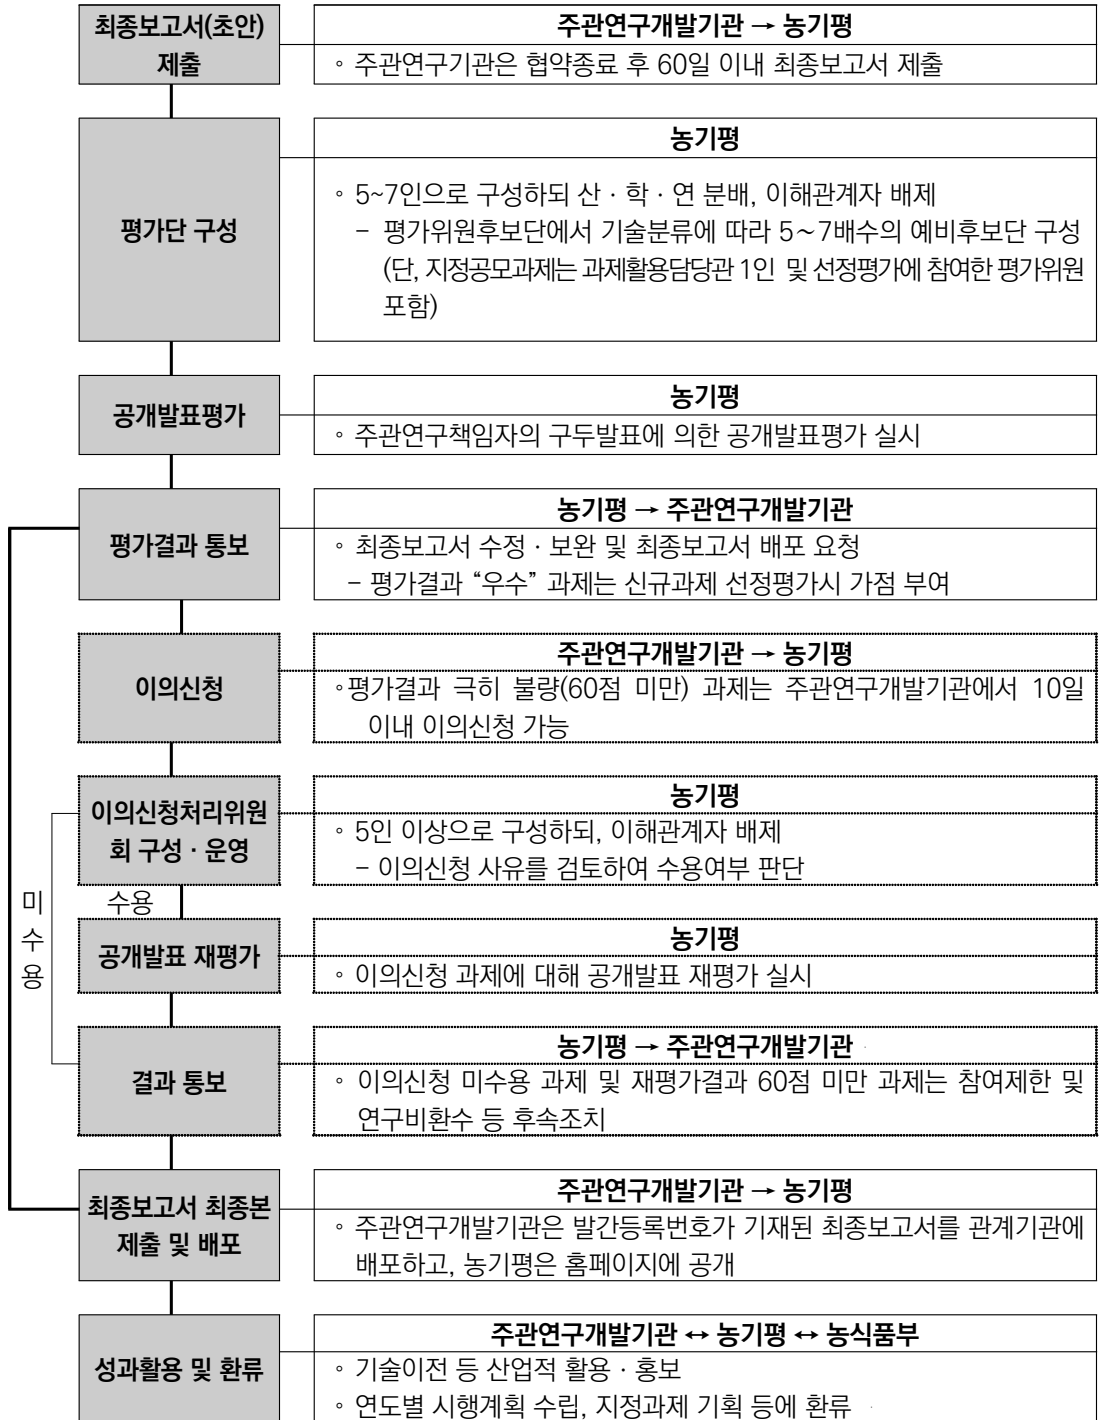 최종보고서(초안)
제출
주관연구개발기관 → 농기평
◦ 주관연구기관은 협약종료 후 60일 이내 최종보고서 제출
평가단 구성
농기평
◦ 5~7인으로 구성하되 산 · 학 · 연 분배, 이해관계자 배제
- 평가위원후보단에서 기술분류에 따라 5～7배수의 예비후보단 구성
(단, 지정공모과제는 과제활용담당관 1인 및 선정평가에 참여한 평가위원
포함)
공개발표평가
농기평
◦ 주관연구책임자의 구두발표에 의한 공개발표평가 실시
평가결과 통보
농기평 → 주관연구개발기관
◦ 최종보고서 수정 · 보완 및 최종보고서 배포 요청
- 평가결과 “우수” 과제는 신규과제 선정평가시 가점 부여
이의신청
주관연구개발기관 → 농기평
◦평가결과 극히 불량(60점 미만) 과제는 주관연구개발기관에서 10일
이내 이의신청 가능
이의신청처리위원
회 구성 · 운영
농기평
◦ 5인 이상으로 구성하되, 이해관계자 배제
- 이의신청 사유를 검토하여 수용여부 판단
미
수
용
수용
공개발표 재평가
농기평
◦ 이의신청 과제에 대해 공개발표 재평가 실시
결과 통보
농기평 → 주관연구개발기관
◦ 이의신청 미수용 과제 및 재평가결과 60점 미만 과제는 참여제한 및
연구비환수 등 후속조치
최종보고서 최종본
제출 및 배포
주관연구개발기관 → 농기평
◦ 주관연구개발기관은 발간등록번호가 기재된 최종보고서를 관계기관에
배포하고, 농기평은 홈페이지에 공개
성과활용 및 환류
주관연구개발기관 ↔ 농기평 ↔ 농식품부
◦ 기술이전 등 산업적 활용 · 홍보
◦ 연도별 시행계획 수립, 지정과제 기획 등에 환류